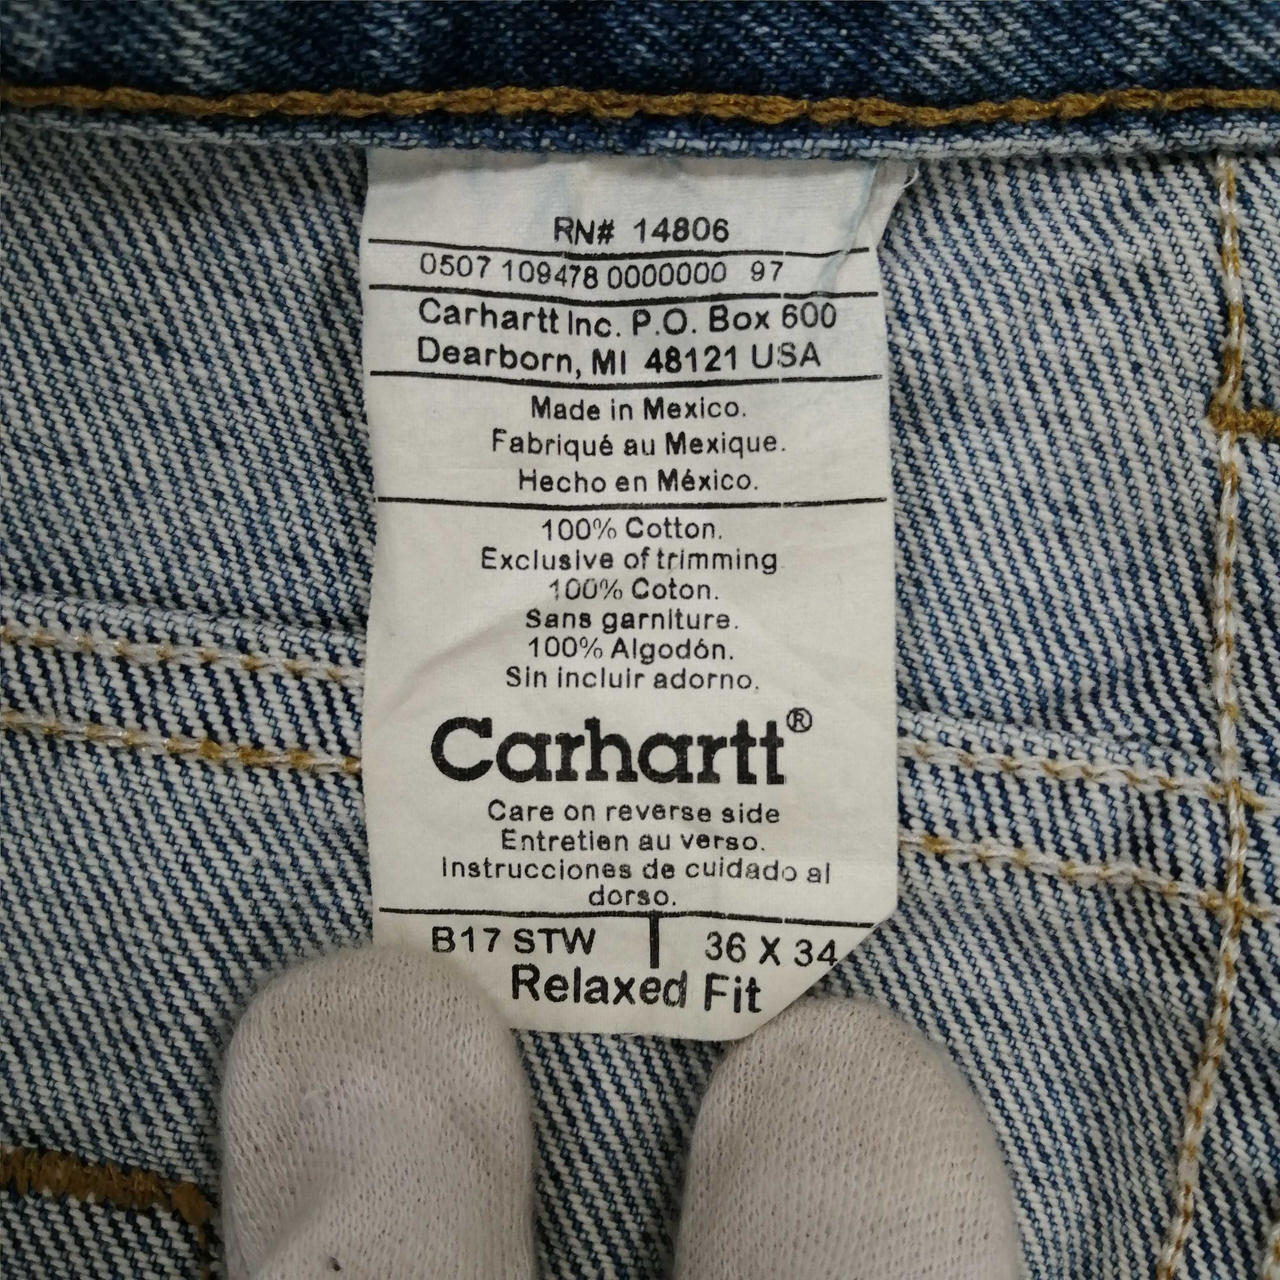 RN# 14806
0507 109478 0000000 97
Carhartt Inc. P.O. Box 600
Dearborn, MI 48121 USA
Made in Mexico.
Fabriqué au Mexique.
Hecho en México.
100% Cotton.
Exclusive of trimming
100% Coton.
Sans garniture.
100% Algodón.
Sin incluir adorno.
Carhartt®
Care on reverse side
Entretien au verso.
Instrucciones de cuidado al
dorso.
B17 STW | 36 X 34
Relaxed Fit